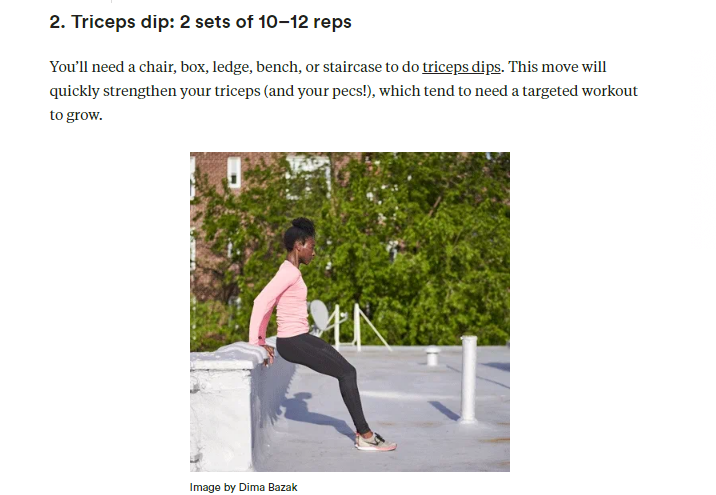 2. Triceps dip: 2 sets of 10–12 reps
You’ll need a chair, box, ledge, bench, or staircase to do triceps dips. This move will
quickly strengthen your triceps (and your pecs!), which tend to need a targeted workout
to grow.
Image by Dima Bazak